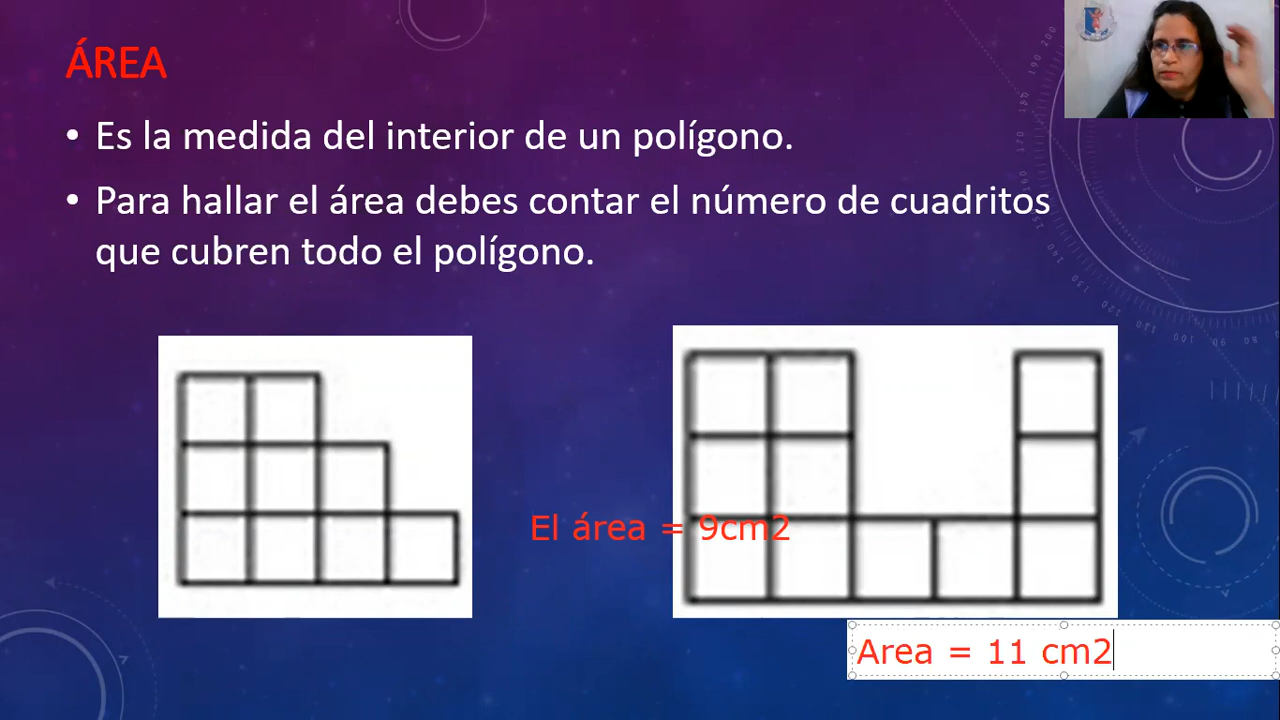 ÁREA
• Es la medida del interior de un polígono.
• Para hallar el área debes contar el número de cuadritos
que cubren todo el polígono.
El área = 9cm2
Area = 11 cm2